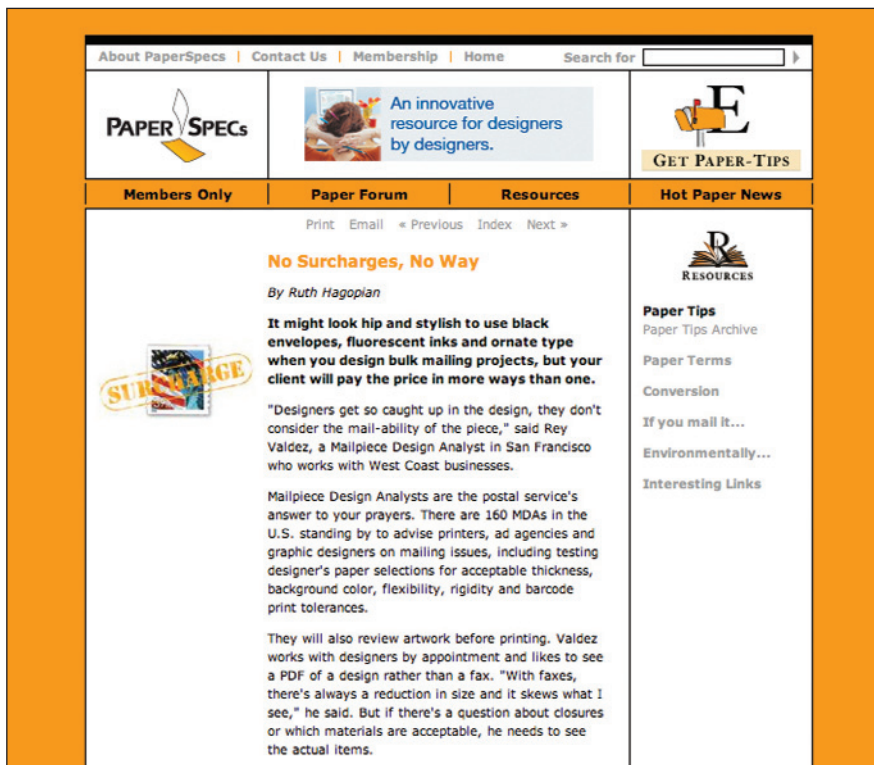 About PaperSpecs | Contact Us | Membership | Home Search for
PAPER SPECS
An innovative
resource for designers
by designers.
E
GET PAPER-TIPS
Members Only Paper Forum Resources Hot Paper News
Print Email « Previous Index Next »
No Surcharges, No Way
By Ruth Hagopian
It might look hip and stylish to use black
envelopes, fluorescent inks and ornate type
when you design bulk mailing projects, but your
client will pay the price in more ways than one.
SURCHARGE
"Designers get so caught up in the design, they don't
consider the mail-ability of the piece," said Rey
Valdez, a Mailpiece Design Analyst in San Francisco
who works with West Coast businesses.
Mailpiece Design Analysts are the postal service's
answer to your prayers. There are 160 MDAs in the
U.S. standing by to advise printers, ad agencies and
graphic designers on mailing issues, including testing
designer's paper selections for acceptable thickness,
background color, flexibility, rigidity and barcode
print tolerances.
They will also review artwork before printing. Valdez
works with designers by appointment and likes to see
a PDF of a design rather than a fax. "With faxes,
there's always a reduction in size and it skews what I
see," he said. But if there's a question about closures
or which materials are acceptable, he needs to see
the actual items.
R
RESOURCES
Paper Tips
Paper Tips Archive
Paper Terms
Conversion
If you mail it...
Environmentally...
Interesting Links